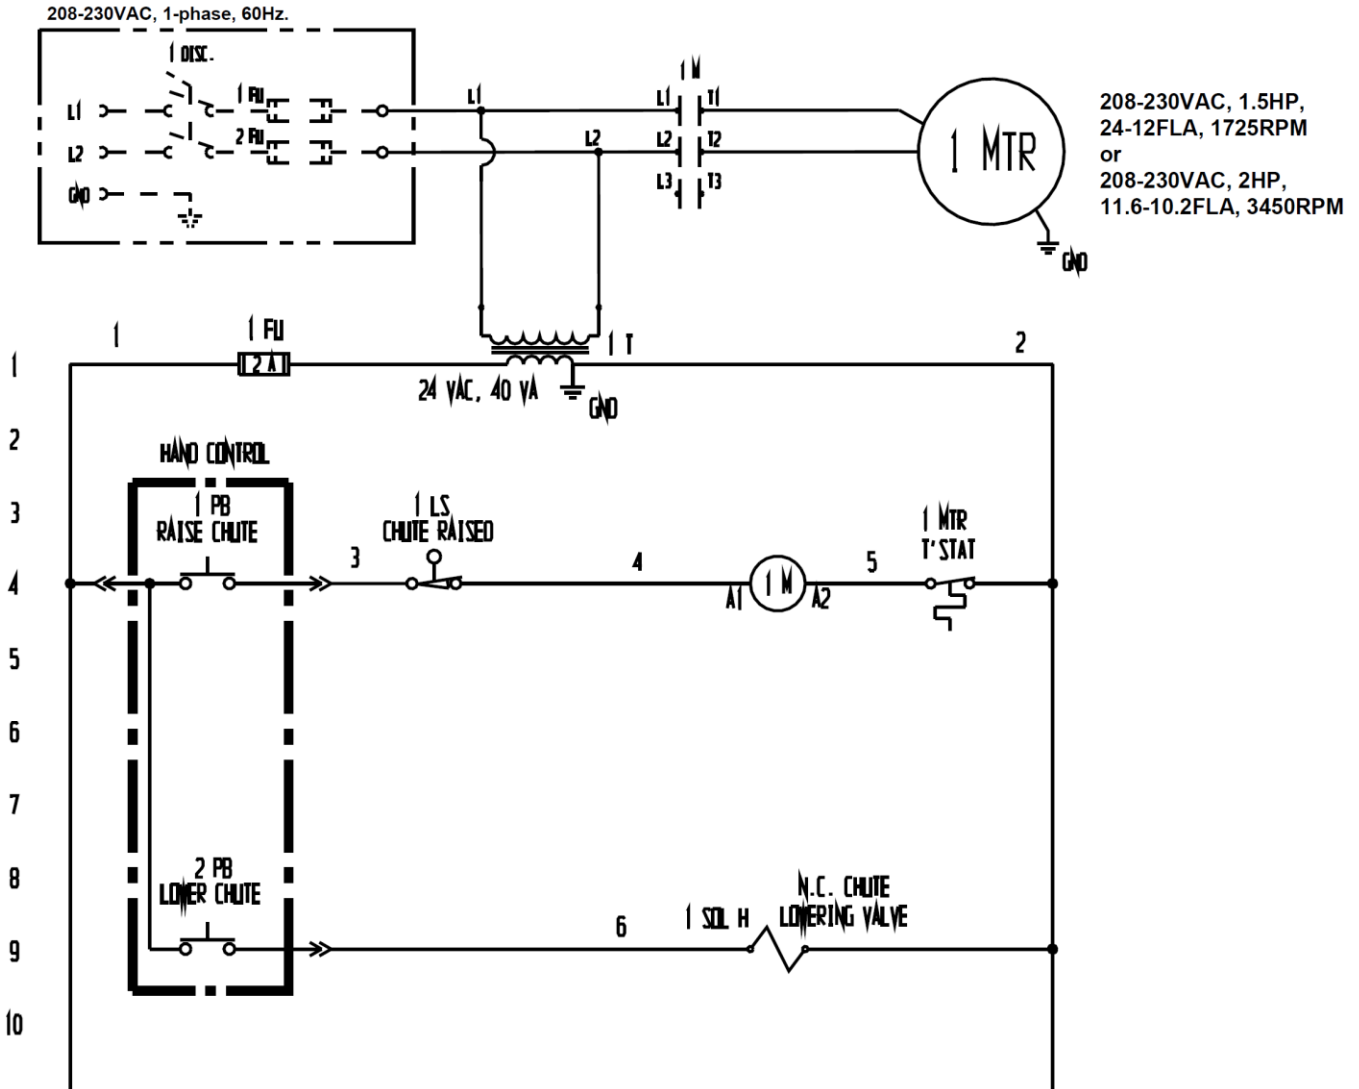 208-230VAC, 1-phase, 60Hz.
1 DISC.
1 FU
L1
2 FU
L2
GND
L1
L2
1 M
L1 T1
L2 T2
L3 T3
1 MTR
GND
208-230VAC, 1.5HP,
24-12FLA, 1725RPM
or
208-230VAC, 2HP,
11.6-10.2FLA, 3450RPM
1
1 FU
2 A
1 T
2
24 VAC, 40 VA
GND
1
2
3
4
5
6
7
8
9
10
HAND CONTROL
1 PB
RAISE CHUTE
3
1 LS
CHUTE RAISED
4
A1
1 M
A2
5
1 MTR
T'STAT
2 PB
LOWER CHUTE
6
1 SOL H
N.C. CHUTE
LOWERING VALVE